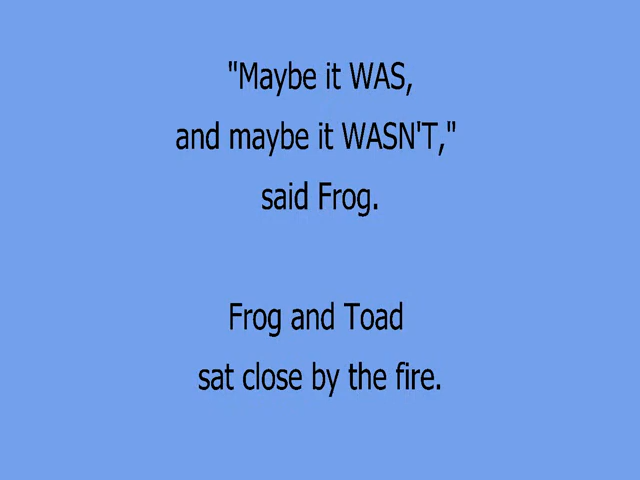 "Maybe it WAS,
and maybe it WASN'T,"
said Frog.
Frog and Toad
sat close by the fire.